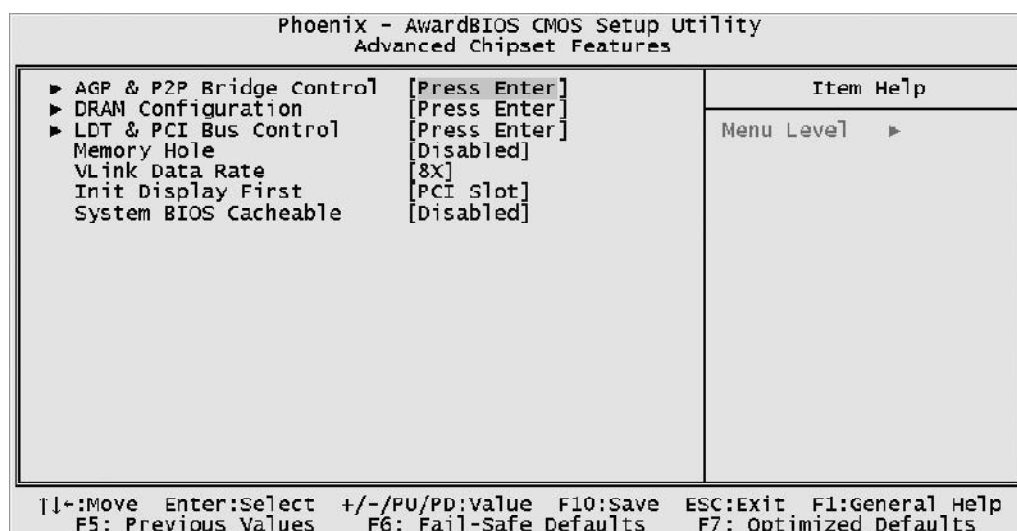 Phoenix - AwardBIOS CMOS Setup Utility
Advanced Chipset Features
▶ AGP & P2P Bridge Control [Press Enter]
▶ DRAM Configuration [Press Enter]
▶ LDT & PCI Bus Control [Press Enter]
Memory Hole [Disabled]
VLink Data Rate [8X]
Init Display First [PCI Slot]
System BIOS Cacheable [Disabled]
Item Help
Menu Level ▶
↑↓←:Move Enter:Select +/-/PU/PD:Value F10:Save ESC:Exit F1:General Help
F5: Previous Values F6: Fail-Safe Defaults F7: Optimized Defaults